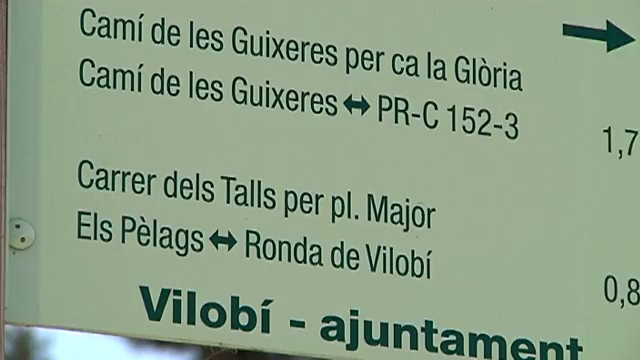 Camí de les Guixeres per ca la Glòria
Camí de les Guixeres ↔ PR-C 152-3
1,7
Carrer dels Talls per pl. Major
Els Pèlags ↔ Ronda de Vilobí
0,8
Vilobí - ajuntament